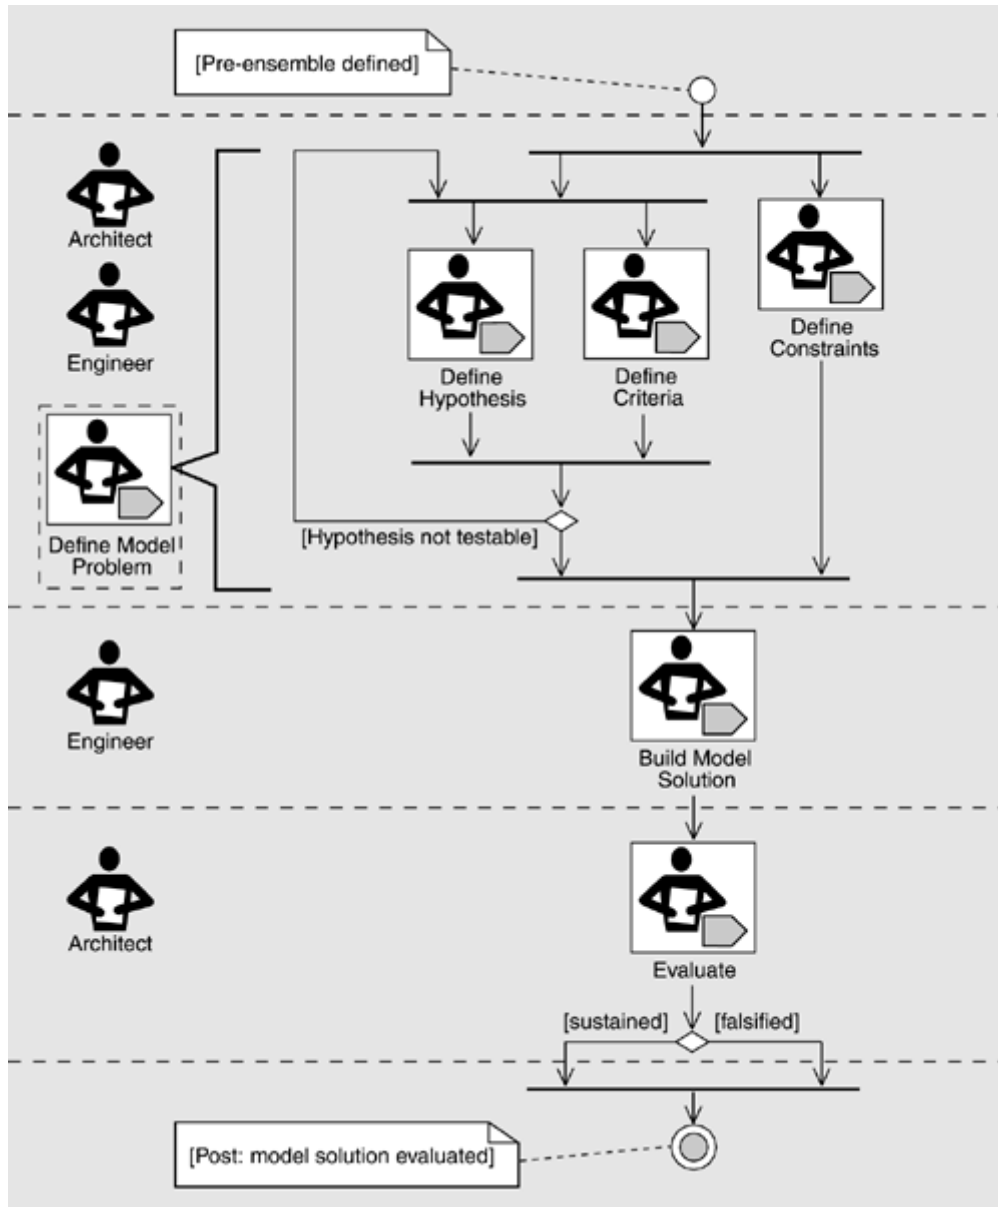 [Pre-ensemble defined]
Architect
Engineer
Define Model
Problem
Define
Hypothesis
Define
Criteria
Define
Constraints
[Hypothesis not testable]
Engineer
Build Model
Solution
Architect
Evaluate
[sustained]
[falsified]
[Post: model solution evaluated]